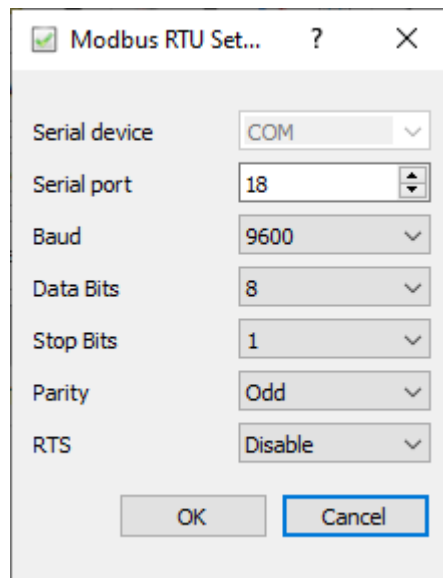 Modbus RTU Set... ?
Serial device COM
Serial port 18
Baud 9600
Data Bits 8
Stop Bits 1
Parity Odd
RTS Disable
OK Cancel